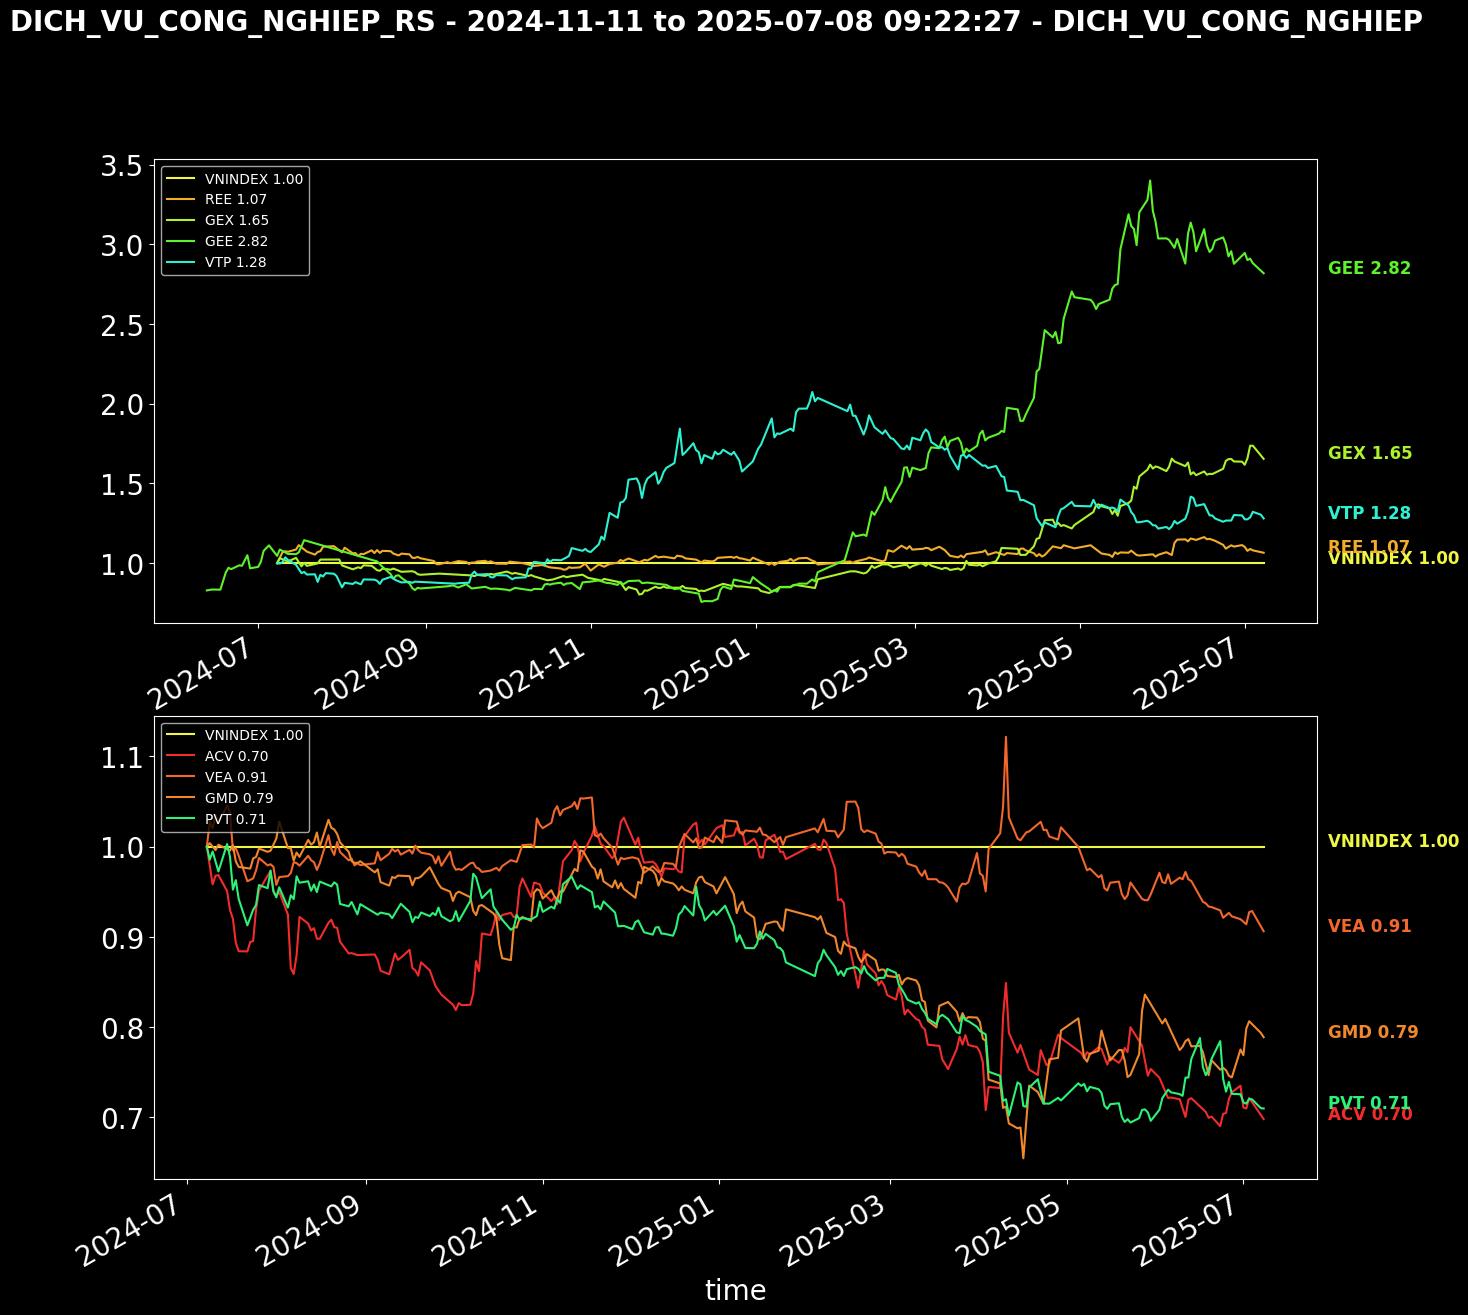 DICH_VU_CONG_NGHIEP_RS - 2024-11-11 to 2025-07-08 09:22:27 - DICH_VU_CONG_NGHIEP
3.5
3.0
2.5
2.0
1.5
1.0
VNINDEX 1.00
REE 1.07
GEX 1.65
GEE 2.82
VTP 1.28
GEE 2.82
GEX 1.65
VTP 1.28
REE 1.07
VNINDEX 1.00
2024-07
2024-09
2024-11
2025-01
2025-03
2025-05
2025-07
1.1
1.0
0.9
0.8
0.7
VNINDEX 1.00
ACV 0.70
VEA 0.91
GMD 0.79
PVT 0.71
VNINDEX 1.00
VEA 0.91
GMD 0.79
PVT 0.71
ACV 0.70
2024-07
2024-09
2024-11
2025-01
2025-03
2025-05
2025-07
time